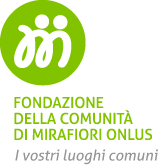 FONDAZIONE
DELLA COMUNITÀ
DI MIRAFIORI ONLUS
I vostri luoghi comuni